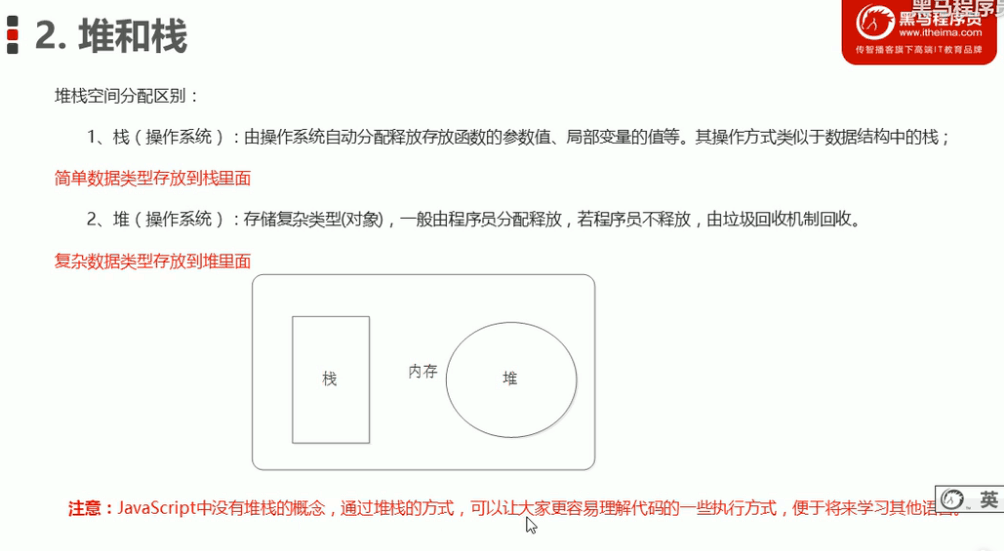 黑马程序员
2. 堆和栈
黑马程序员
www.itheima.com
传智播客旗下高端IT教育品牌
堆栈空间分配区别：
1、栈（操作系统）：由操作系统自动分配释放存放函数的参数值、局部变量的值等。其操作方式类似于数据结构中的栈；
简单数据类型存放到栈里面
2、堆（操作系统）：存储复杂类型(对象)，一般由程序员分配释放，若程序员不释放，由垃圾回收机制回收。
复杂数据类型存放到堆里面
栈
内存
堆
注意：JavaScript中没有堆栈的概念，通过堆栈的方式，可以让大家更容易理解代码的一些执行方式，便于将来学习其他语言。
英